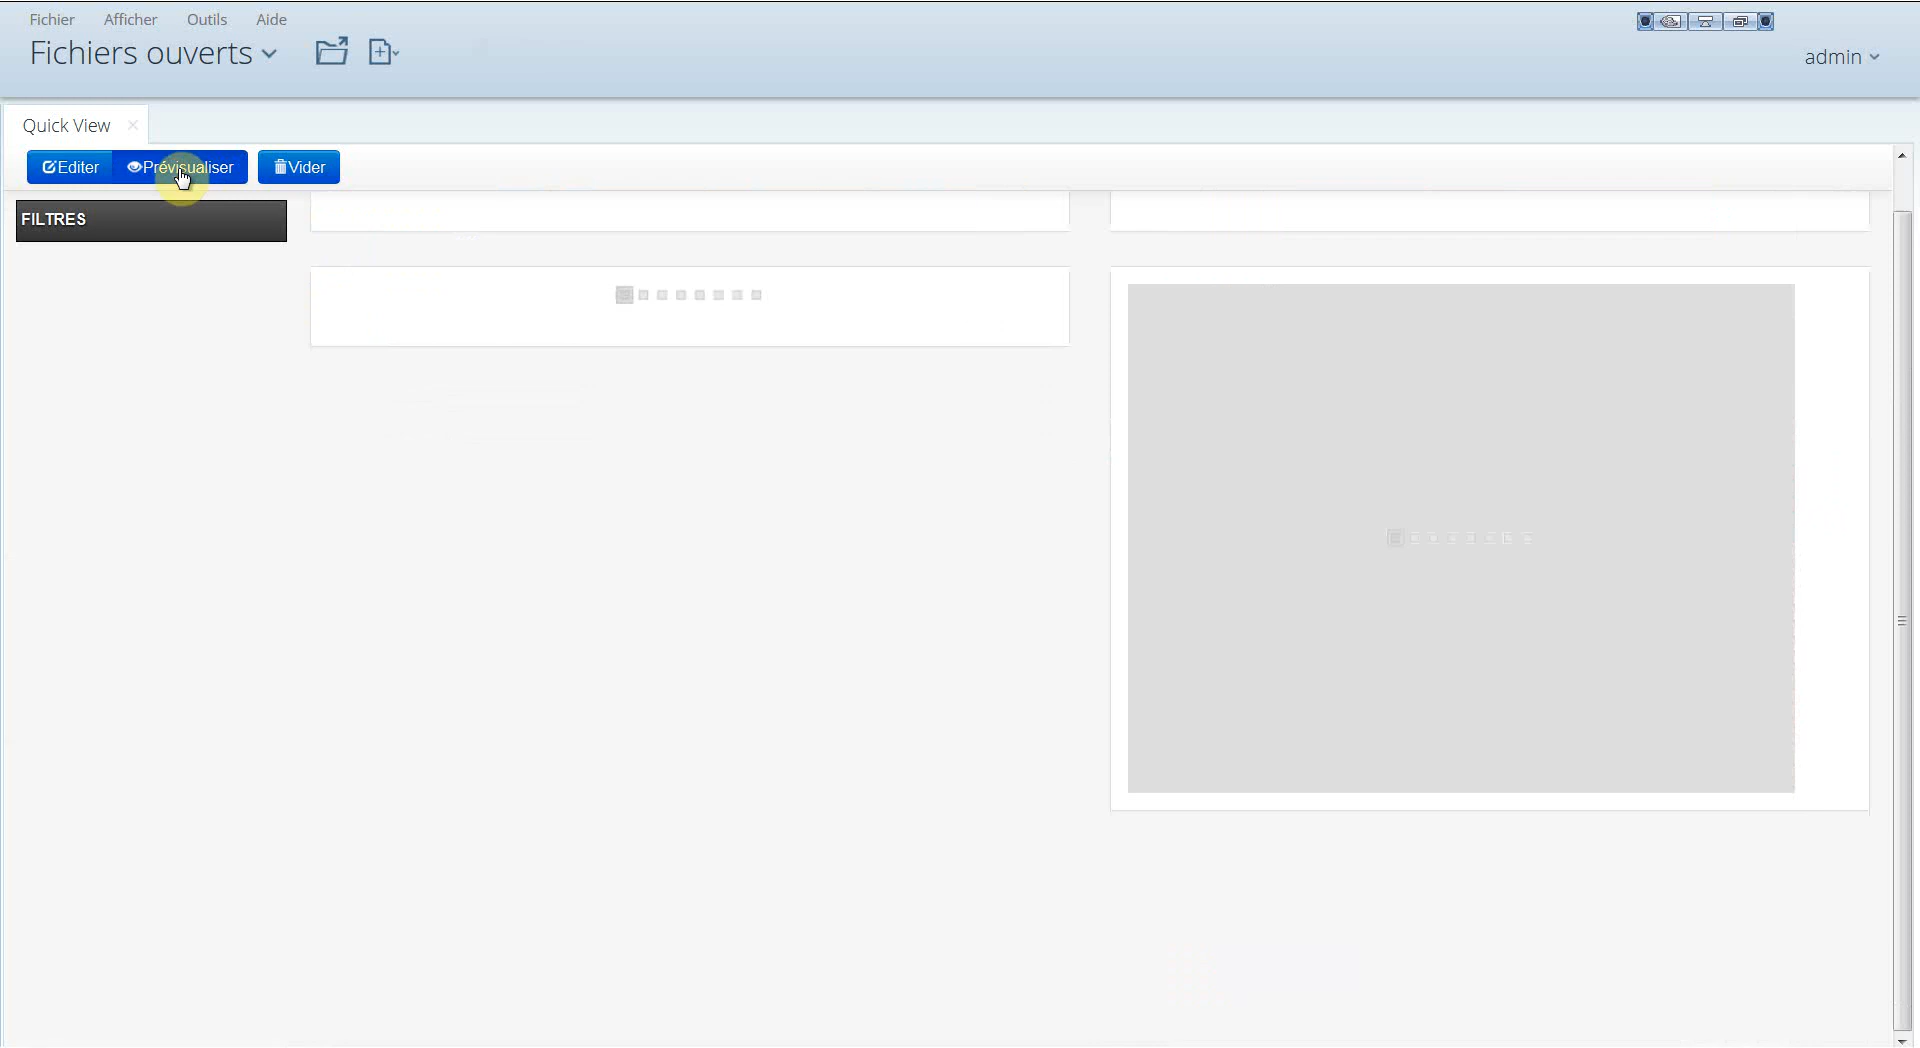 Fichier Afficher Outils Aide
Fichiers ouverts
admin
Quick View
Editer Prévisualiser Vider
FILTRES